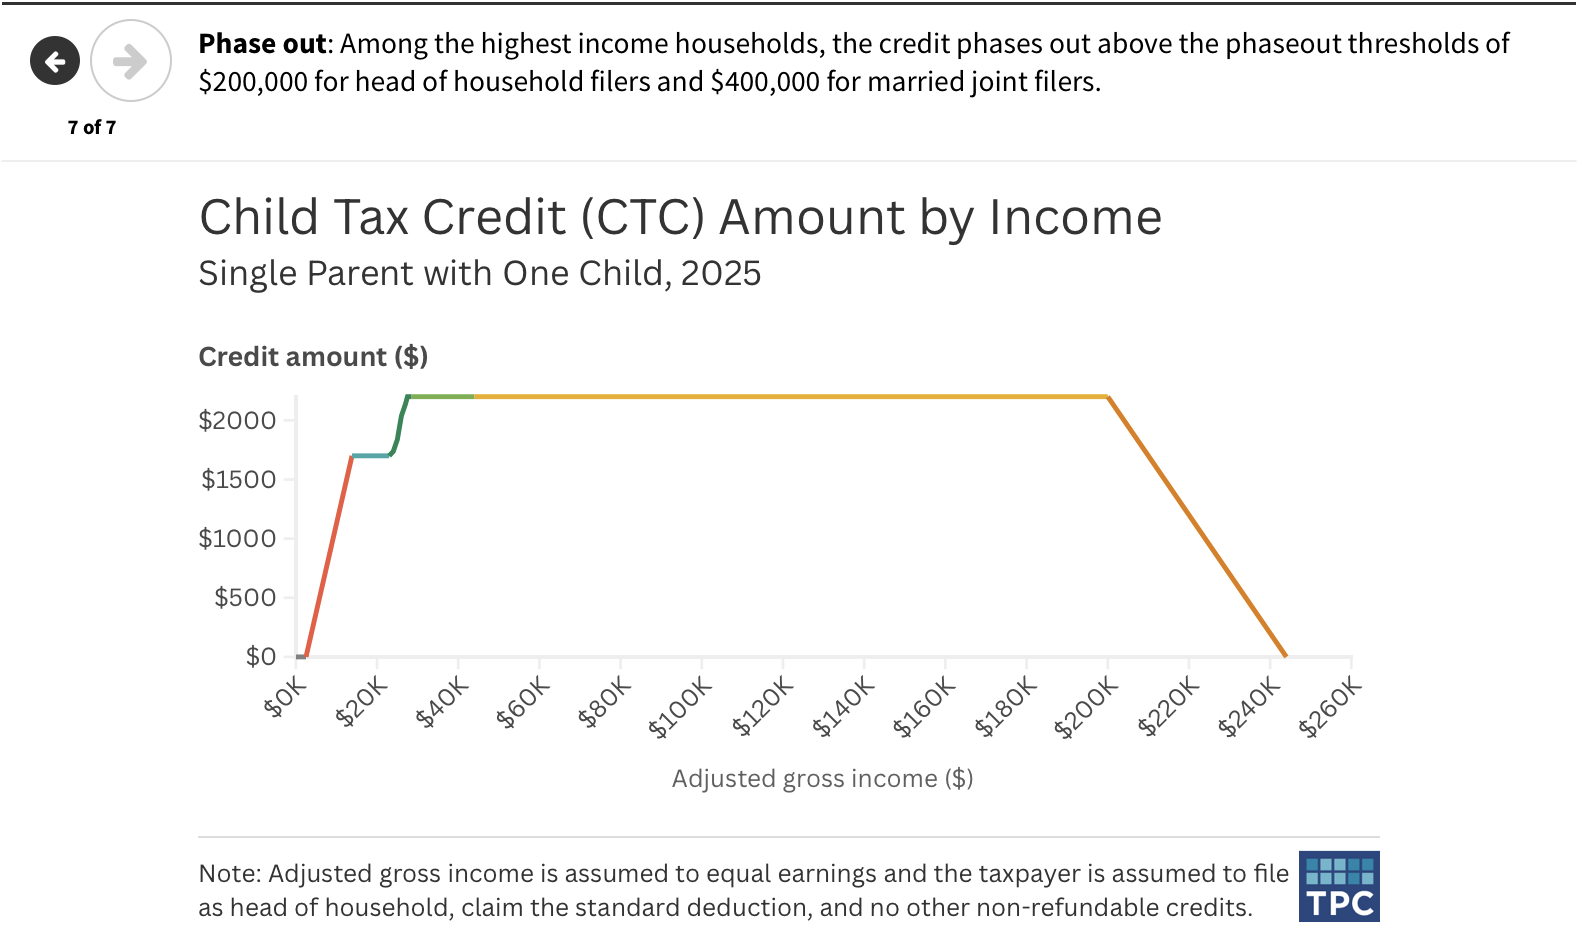 Phase out: Among the highest income households, the credit phases out above the phaseout thresholds of
$200,000 for head of household filers and $400,000 for married joint filers.
7 of 7
Child Tax Credit (CTC) Amount by Income
Single Parent with One Child, 2025
Credit amount ($)
$2000
$1500
$1000
$500
$0
$0K
$20K
$40K
$60K
$80K
$100K
$120K
$140K
$160K
$180K
$200K
$220K
$240K
$260K
Adjusted gross income ($)
Note: Adjusted gross income is assumed to equal earnings and the taxpayer is assumed to file
as head of household, claim the standard deduction, and no other non-refundable credits.
TPC